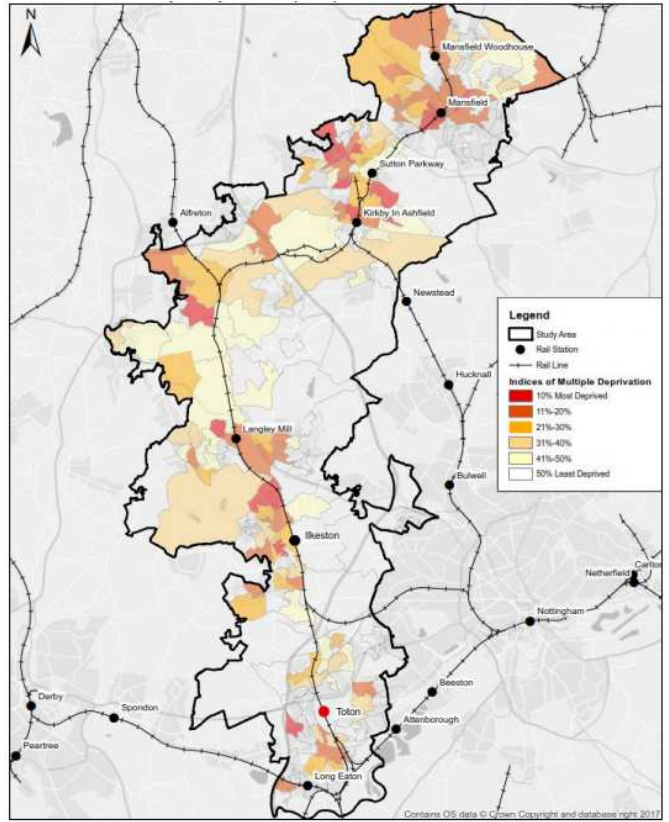 N
Mansfield Woodhouse
Mansfield
Sutton Parkway
Alfreton
Kirkby In Ashfield
Newstead
Legend
Study Area
Rail Station
Rail Line
Indices of Multiple Deprivation
10% Most Deprived
11%-20%
21%-30%
31%-40%
41%-50%
50% Least Deprived
Hucknall
Langley Mill
Bulwell
Ilkeston
Netherfield
Nottingham
Beeston
Derby
Spondon
Toton
Attenborough
Peartree
Long Eaton
Contains OS data © Crown Copyright and database right 2017